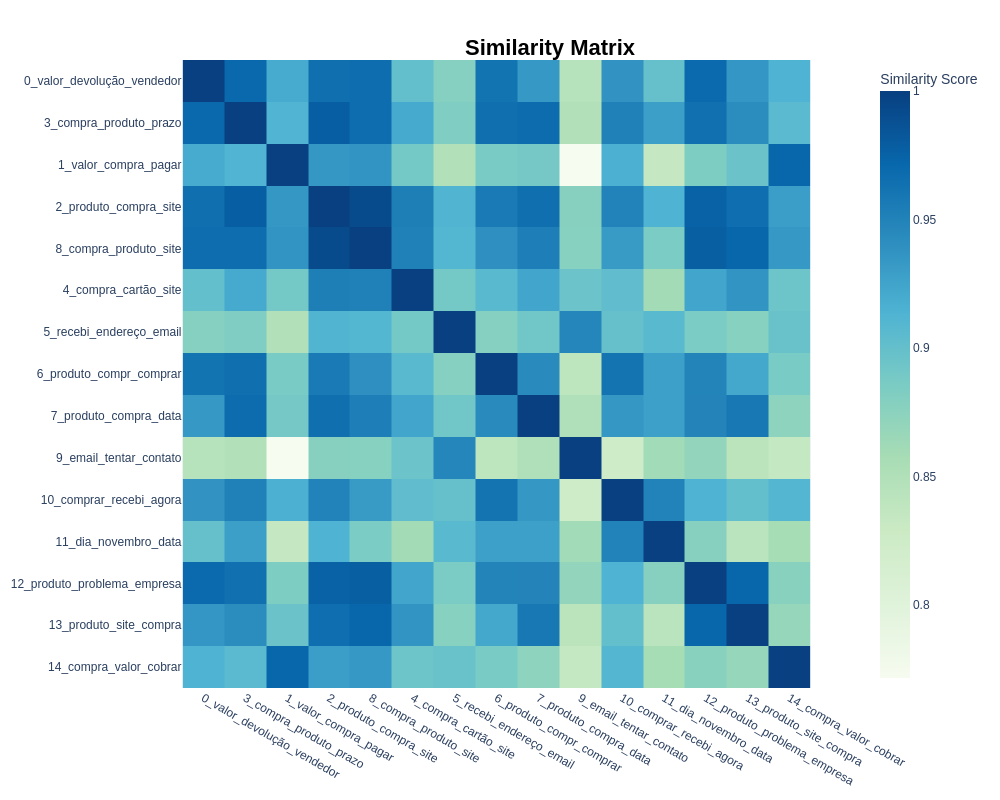 Similarity Matrix
Similarity Score
0_valor_devolução_vendedor
3_compra_produto_prazo
1_valor_compra_pagar
2_produto_compra_site
8_compra_produto_site
4_compra_cartão_site
5_recebi_endereço_email
6_produto_compr_comprar
7_produto_compra_data
9_email_tentar_contato
10_comprar_recebi_agora
11_dia_novembro_data
12_produto_problema_empresa
13_produto_site_compra
14_compra_valor_cobrar
1
0.95
0.9
0.85
0.8
0_valor_devolução_vendedor
3_compra_produto_prazo
1_valor_compra_pagar
2_produto_compra_site
8_compra_produto_site
4_compra_cartão_site
5_recebi_endereço_email
6_produto_compr_comprar
7_produto_compra_data
9_email_tentar_contato
10_comprar_recebi_agora
11_dia_novembro_data
12_produto_problema_empresa
13_produto_site_compra
14_compra_valor_cobrar